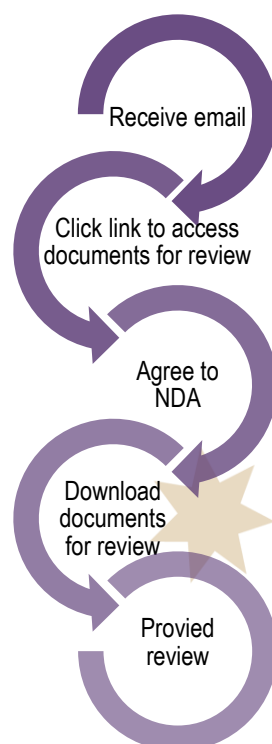 Receive email
Click link to access
documents for review
Agree to
NDA
Download
documents
for review
Provied
review